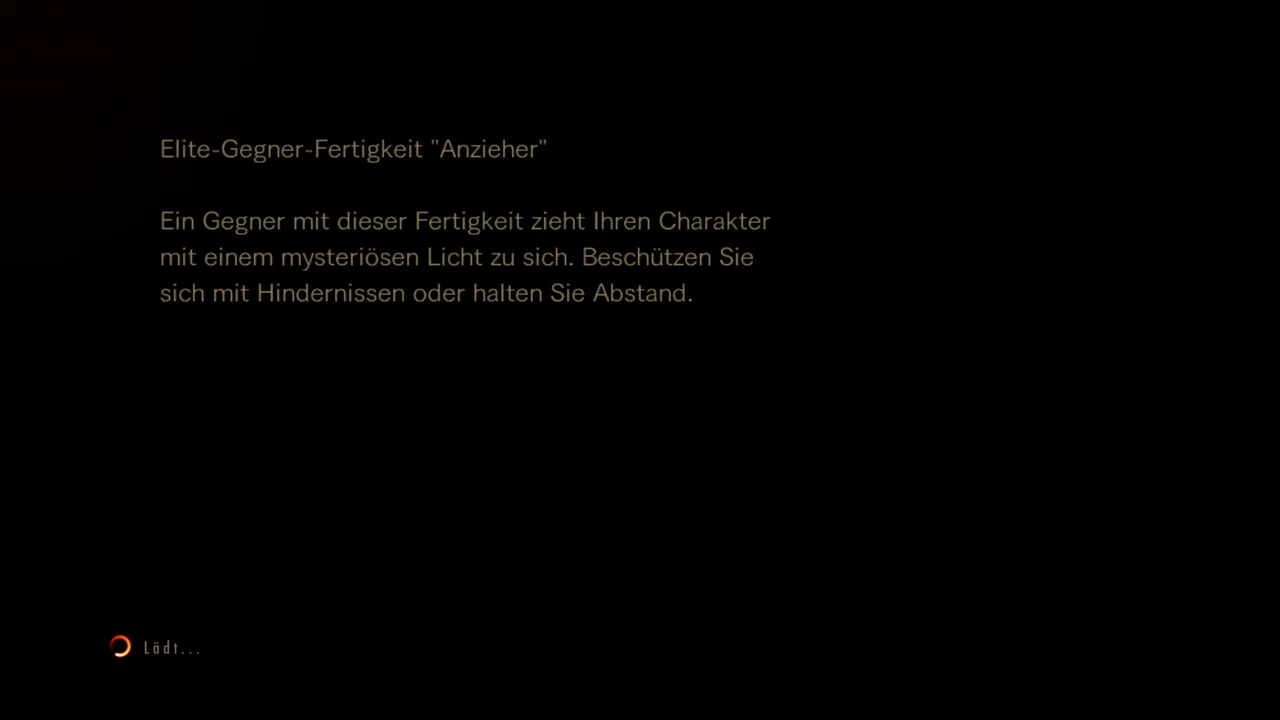 Elite-Gegner-Fertigkeit "Anzieher"
Ein Gegner mit dieser Fertigkeit zieht Ihren Charakter
mit einem mysteriösen Licht zu sich. Beschützen Sie
sich mit Hindernissen oder halten Sie Abstand.
Lädt...